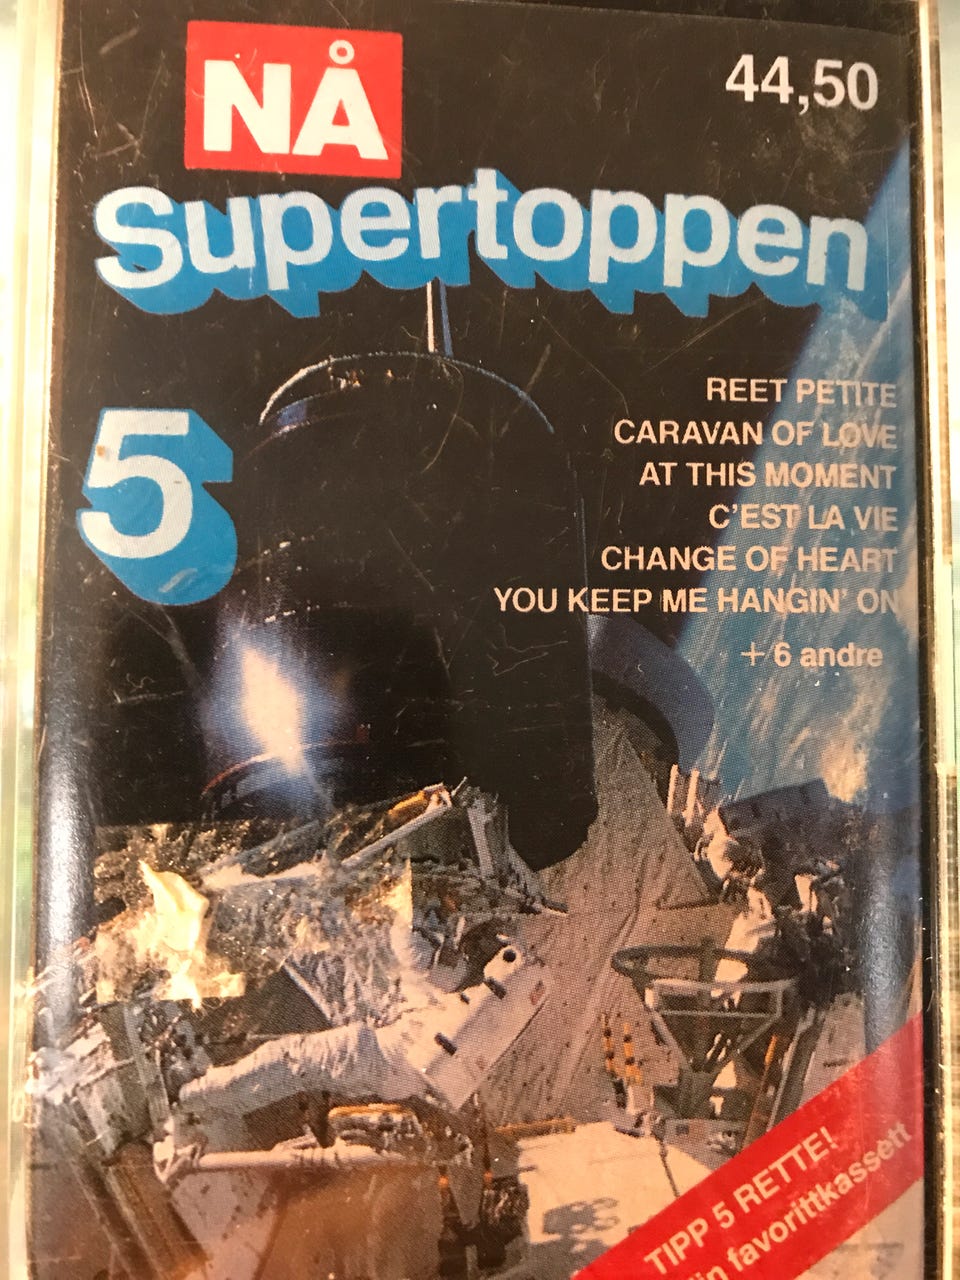 NÅ
44,50
Supertoppen
5
REET PETITE
CARAVAN OF LOVE
AT THIS MOMENT
C'EST LA VIE
CHANGE OF HEART
YOU KEEP ME HANGIN' ON
+ 6 andre
TIPP 5 RETTE!
favorittkassett